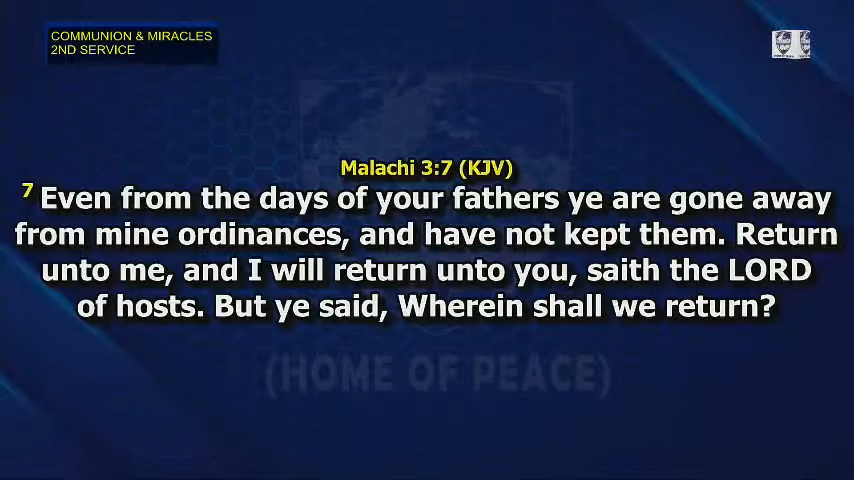 COMMUNION & MIRACLES
2ND SERVICE
Malachi 3:7 (KJV)
7 Even from the days of your fathers ye are gone away
from mine ordinances, and have not kept them. Return
unto me, and I will return unto you, saith the LORD
of hosts. But ye said, Wherein shall we return?
(HOME OF PEACE)